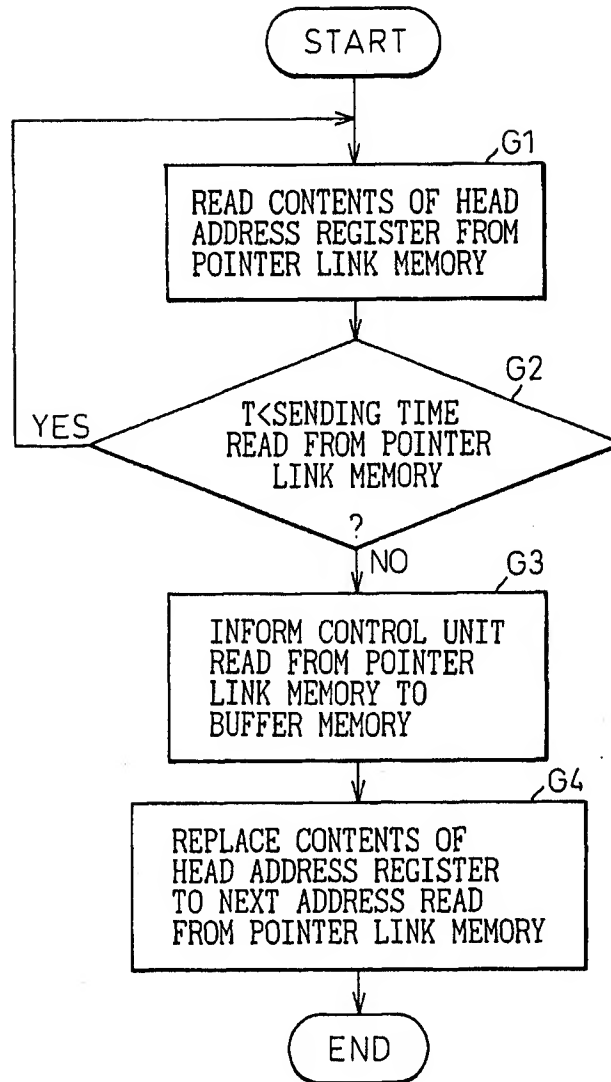 START
G1
READ CONTENTS OF HEAD
ADDRESS REGISTER FROM
POINTER LINK MEMORY
G2
T<SENDING TIME
READ FROM POINTER
LINK MEMORY
?
YES
NO
G3
INFORM CONTROL UNIT
READ FROM POINTER
LINK MEMORY TO
BUFFER MEMORY
G4
REPLACE CONTENTS OF
HEAD ADDRESS REGISTER
TO NEXT ADDRESS READ
FROM POINTER LINK MEMORY
END